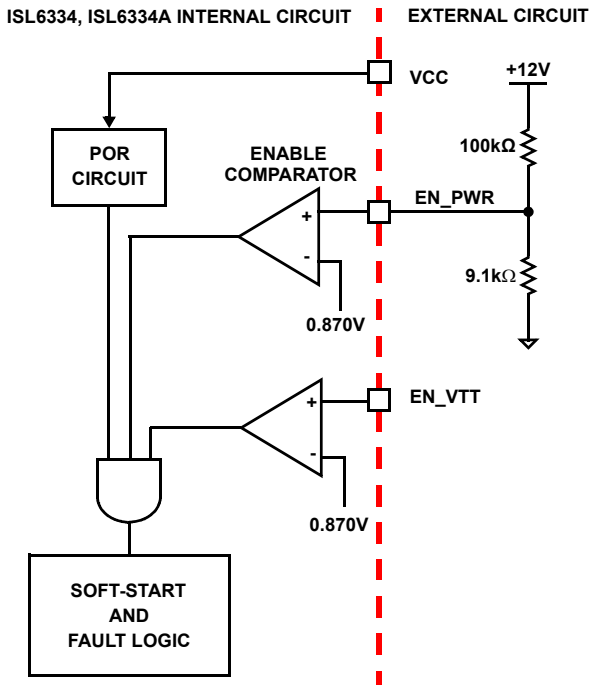 ISL6334, ISL6334A INTERNAL CIRCUIT
EXTERNAL CIRCUIT
VCC
+12V
POR
CIRCUIT
ENABLE
COMPARATOR
100kΩ
EN_PWR
+
-
9.1kΩ
0.870V
EN_VTT
+
-
0.870V
SOFT-START
AND
FAULT LOGIC